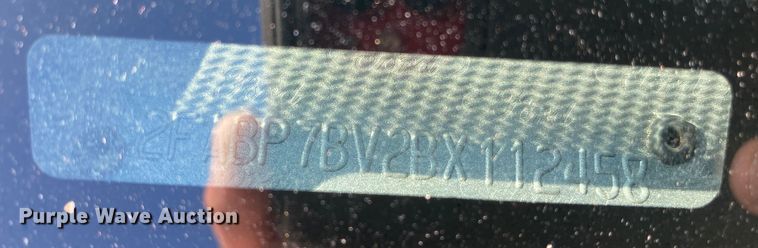 2FABP7BV2BX112458
Purple Wave Auction